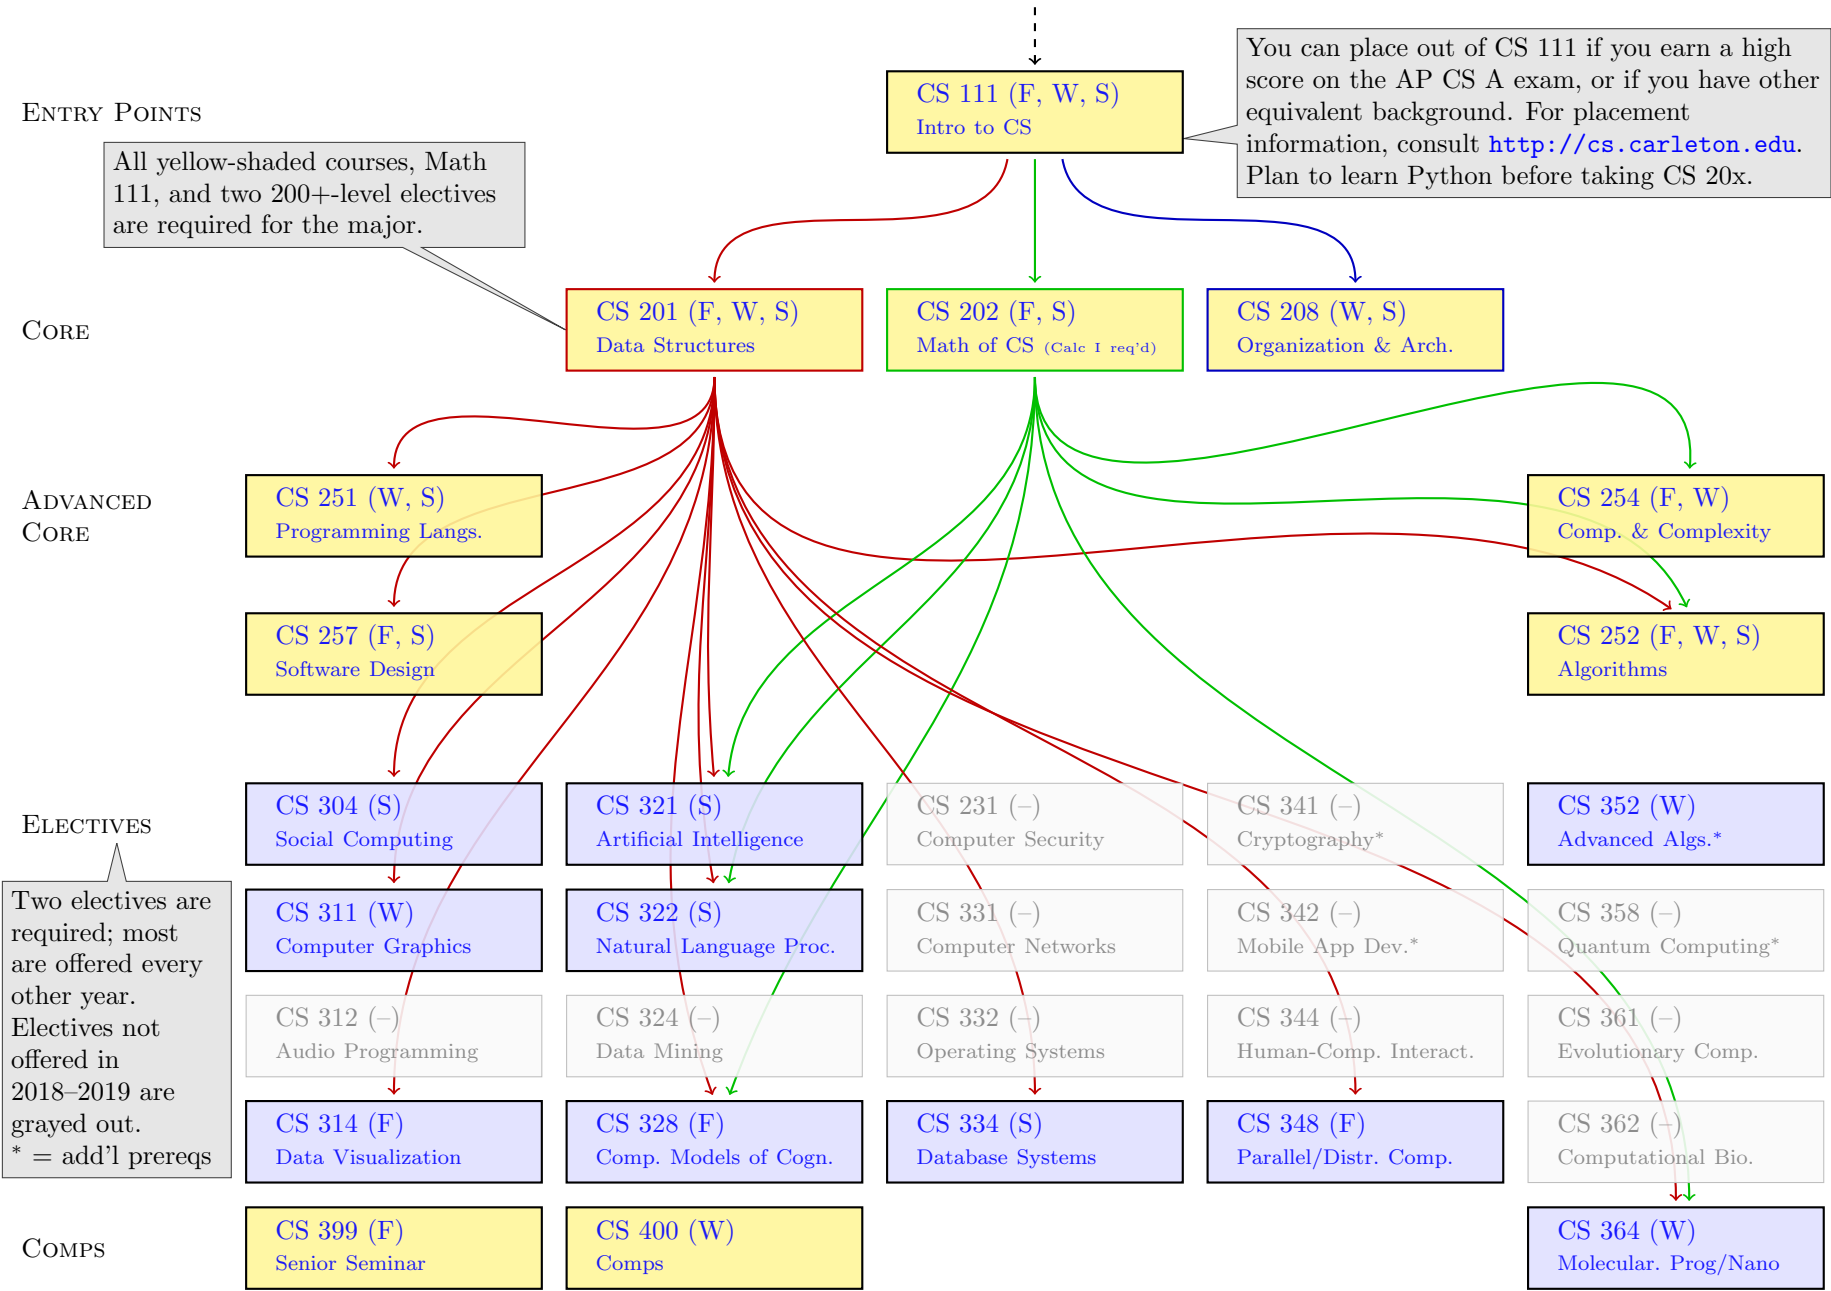 ENTRY POINTS
CS 111 (F, W, S)
Intro to CS
You can place out of CS 111 if you earn a high
score on the AP CS A exam, or if you have other
equivalent background. For placement
information, consult http://cs.carleton.edu.
Plan to learn Python before taking CS 20x.
All yellow-shaded courses, Math
111, and two 200+-level electives
are required for the major.
CORE
CS 201 (F, W, S)
Data Structures
CS 202 (F, S)
Math of CS (Calc I req'd)
CS 208 (W, S)
Organization & Arch.
ADVANCED
CORE
CS 251 (W, S)
Programming Langs.
CS 254 (F, W)
Comp. & Complexity
CS 257 (F, S)
Software Design
CS 252 (F, W, S)
Algorithms
ELECTIVES
Two electives are
required; most
are offered every
other year.
Electives not
offered in
2018–2019 are
grayed out.
* = add'l prereqs
CS 304 (S)
Social Computing
CS 321 (S)
Artificial Intelligence
CS 231 (–)
Computer Security
CS 341 (–)
Cryptography*
CS 352 (W)
Advanced Algs.*
CS 311 (W)
Computer Graphics
CS 322 (S)
Natural Language Proc.
CS 331 (–)
Computer Networks
CS 342 (–)
Mobile App Dev.*
CS 358 (–)
Quantum Computing*
CS 312 (–)
Audio Programming
CS 324 (–)
Data Mining
CS 332 (–)
Operating Systems
CS 344 (–)
Human-Comp. Interact.
CS 361 (–)
Evolutionary Comp.
CS 314 (F)
Data Visualization
CS 328 (F)
Comp. Models of Cogn.
CS 334 (S)
Database Systems
CS 348 (F)
Parallel/Distr. Comp.
CS 362 (–)
Computational Bio.
COMPS
CS 399 (F)
Senior Seminar
CS 400 (W)
Comps
CS 364 (W)
Molecular. Prog/Nano